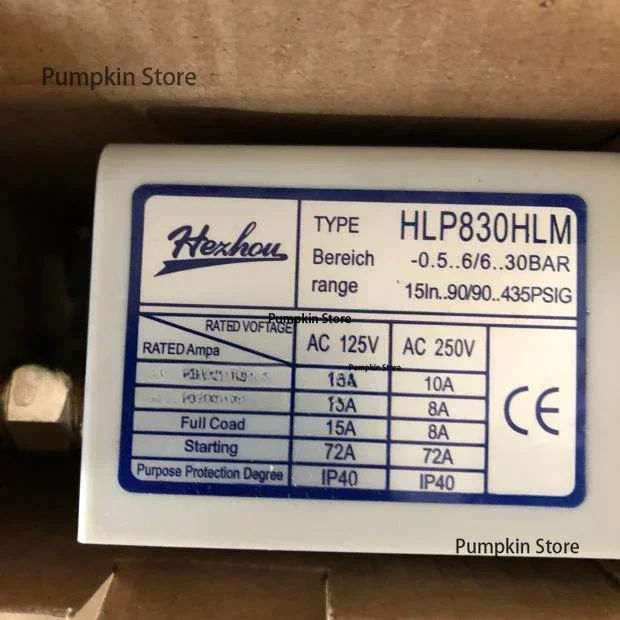 Pumpkin Store
Hezhou
TYPE HLP830HLM
Bereich -0.5..6/6..30BAR
range 15In..90/90..435PSIG
Pumpkin Store
RATED VOFTAGE AC 125V AC 250V
RATED Ampa
Pumpkin Store
10A
15A 8A
CE
Full Coad 15A 8A
Starting 72A 72A
Purpose Protection Degree IP40 IP40
Pumpkin Store